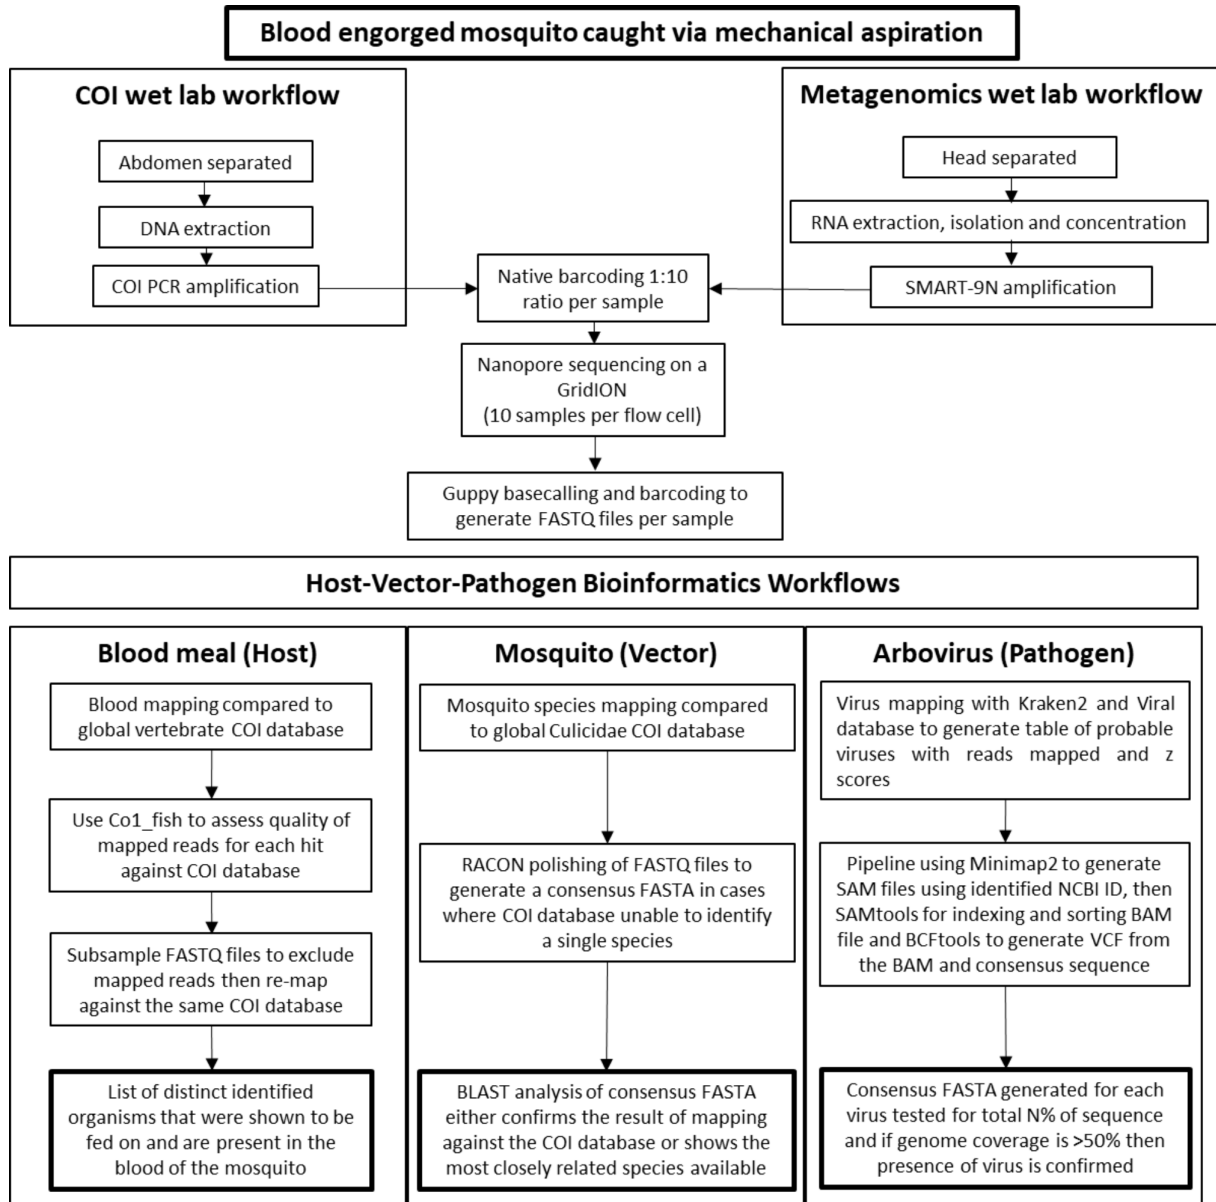 Blood engorged mosquito caught via mechanical aspiration
COI wet lab workflow
Abdomen separated
DNA extraction
COI PCR amplification
Metagenomics wet lab workflow
Head separated
RNA extraction, isolation and concentration
SMART-9N amplification
Native barcoding 1:10
ratio per sample
Nanopore sequencing on a
GridION
(10 samples per flow cell)
Guppy basecalling and barcoding to
generate FASTQ files per sample
Host-Vector-Pathogen Bioinformatics Workflows
Blood meal (Host)
Blood mapping compared to
global vertebrate COI database
Use Co1_fish to assess quality of
mapped reads for each hit
against COI database
Subsample FASTQ files to exclude
mapped reads then re-map
against the same COI database
List of distinct identified
organisms that were shown to be
fed on and are present in the
blood of the mosquito
Mosquito (Vector)
Mosquito species mapping compared
to global Culicidae COI database
RACON polishing of FASTQ files to
generate a consensus FASTA in cases
where COI database unable to identify
a single species
BLAST analysis of consensus FASTA
either confirms the result of mapping
against the COI database or shows the
most closely related species available
Arbovirus (Pathogen)
Virus mapping with Kraken2 and Viral
database to generate table of probable
viruses with reads mapped and z
scores
Pipeline using Minimap2 to generate
SAM files using identified NCBI ID, then
SAMtools for indexing and sorting BAM
file and BCFtools to generate VCF from
the BAM and consensus sequence
Consensus FASTA generated for each
virus tested for total N% of sequence
and if genome coverage is >50% then
presence of virus is confirmed